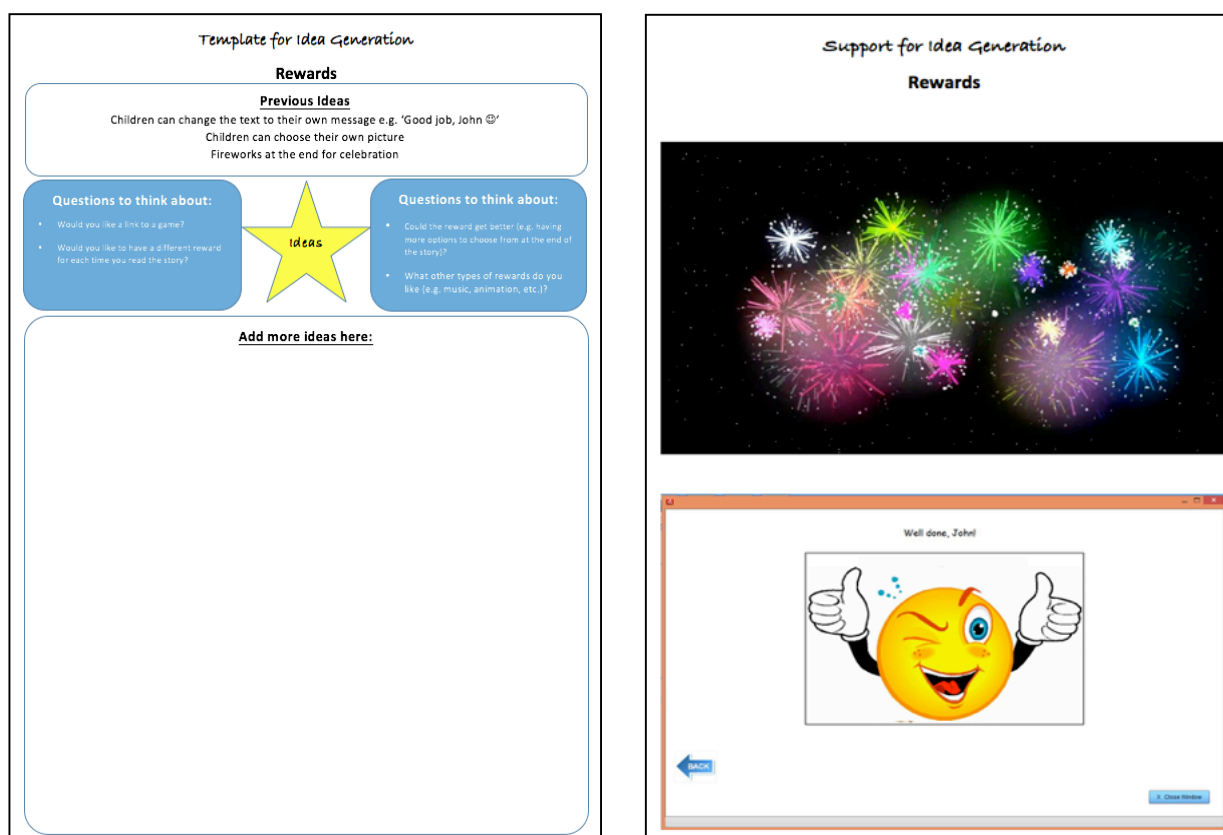 Template for Idea Generation
Rewards
Previous Ideas
Children can change the text to their own message e.g. ‘Good job, John ☺’
Children can choose their own picture
Fireworks at the end for celebration
Questions to think about:
• Would you like a link to a game?
• Would you like to have a different reward
for each time you read the story?
Ideas
Questions to think about:
• Could the reward get better (e.g. having
more options to choose from at the end of
the story)?
• What other types of rewards do you
like (e.g. music, animation, etc.)?
Add more ideas here:
Support for Idea Generation
Rewards
Well done, John!
BACK
X Close Window